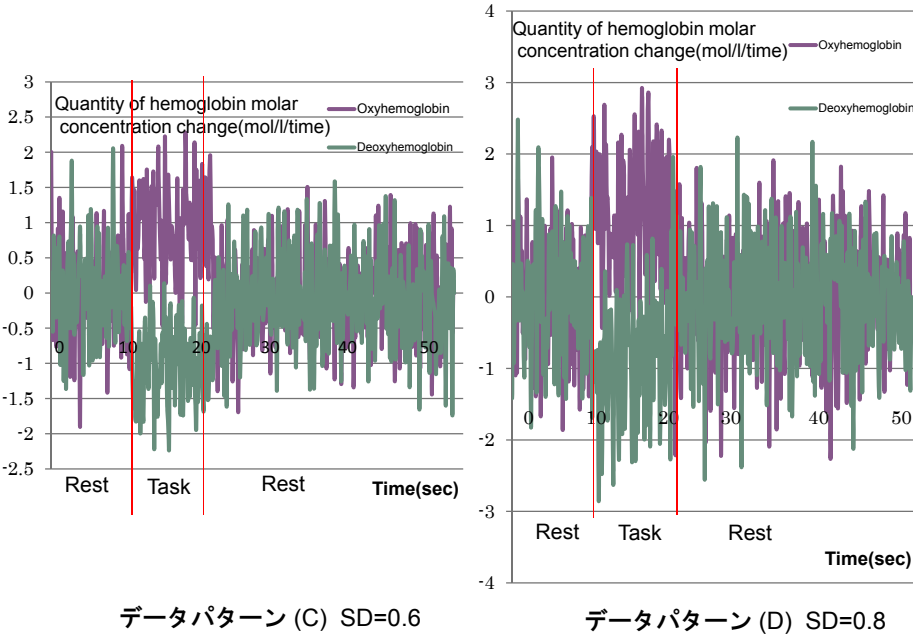 Quantity of hemoglobin molar
concentration change(mol/l/time)
Oxyhemoglobin
Deoxyhemoglobin
3
2.5
2
1.5
1
0.5
0
-0.5
-1
-1.5
-2
-2.5
0 10 20 30 40 50
Rest Task Rest
Time(sec)
データパターン (C) SD=0.6
Quantity of hemoglobin molar
concentration change(mol/l/time)
Oxyhemoglobin
Deoxyhemoglobin
4
3
2
1
0
-1
-2
-3
-4
0 10 20 30 40 50
Rest Task Rest
Time(sec)
データパターン (D) SD=0.8